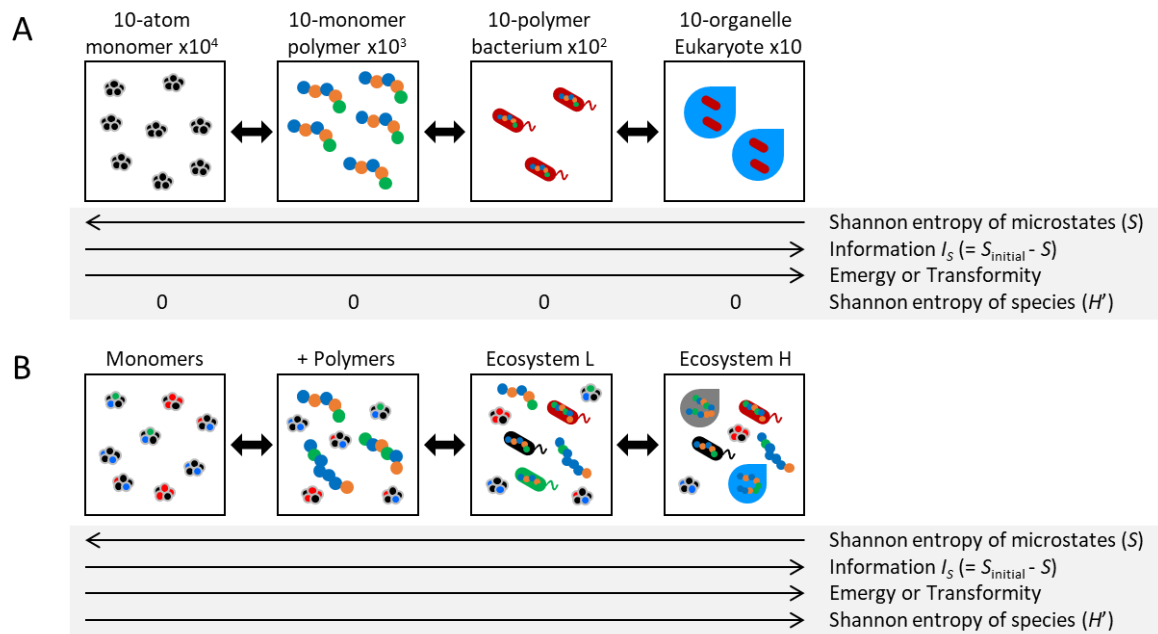 A
10-atom
monomer x10⁴
10-monomer
polymer x10³
10-polymer
bacterium x10²
10-organelle
Eukaryote x10
Shannon entropy of microstates (S)
Information I_S (= S_initial - S)
Emergy or Transformity
0 0 0 0 Shannon entropy of species (H')
B
Monomers
+ Polymers
Ecosystem L
Ecosystem H
Shannon entropy of microstates (S)
Information I_S (= S_initial - S)
Emergy or Transformity
Shannon entropy of species (H')